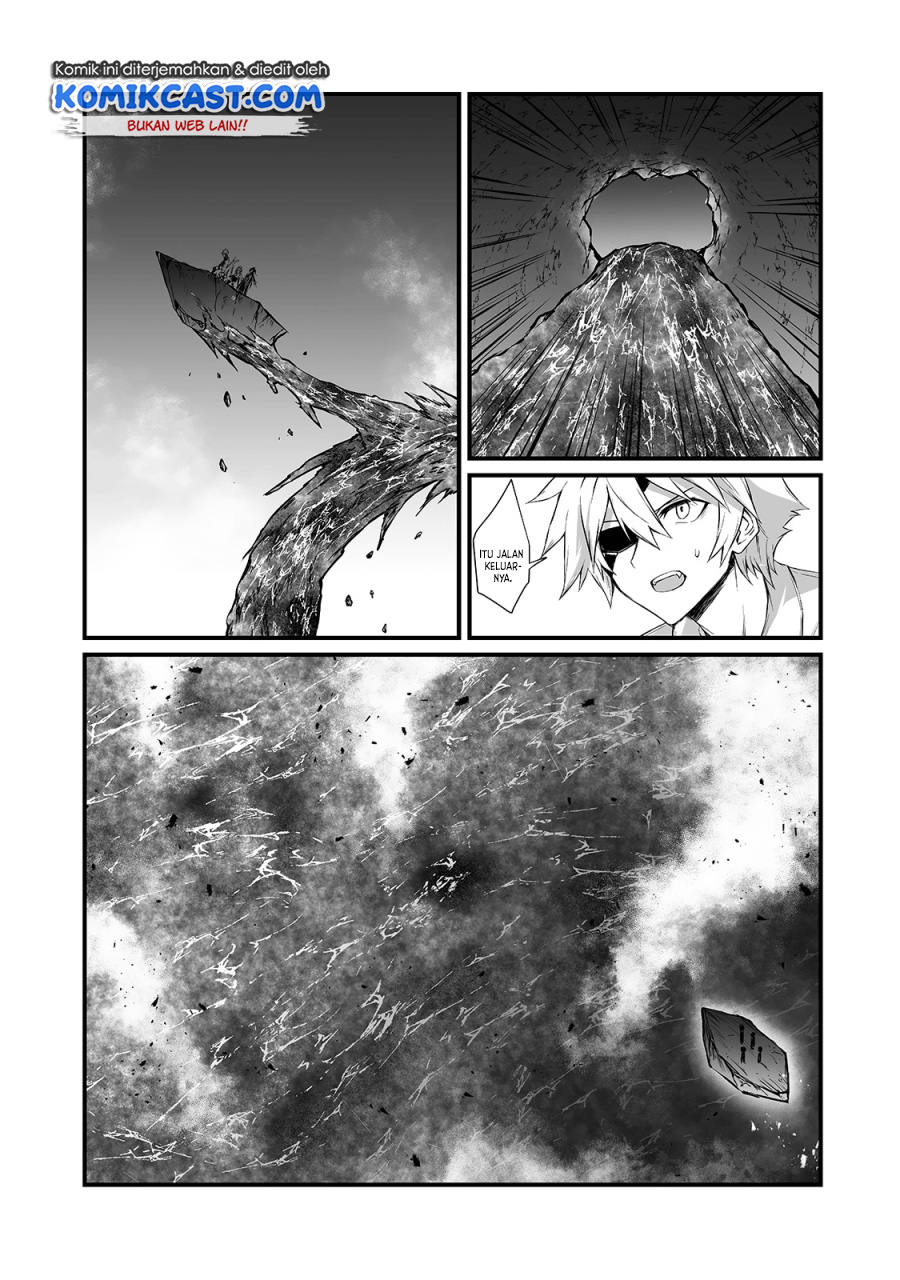 Komik ini diterjemahkan & diedit oleh
KOMIKCAST.COM
BUKAN WEB LAIN!!
ITU JALAN
KELUAR-
NYA.